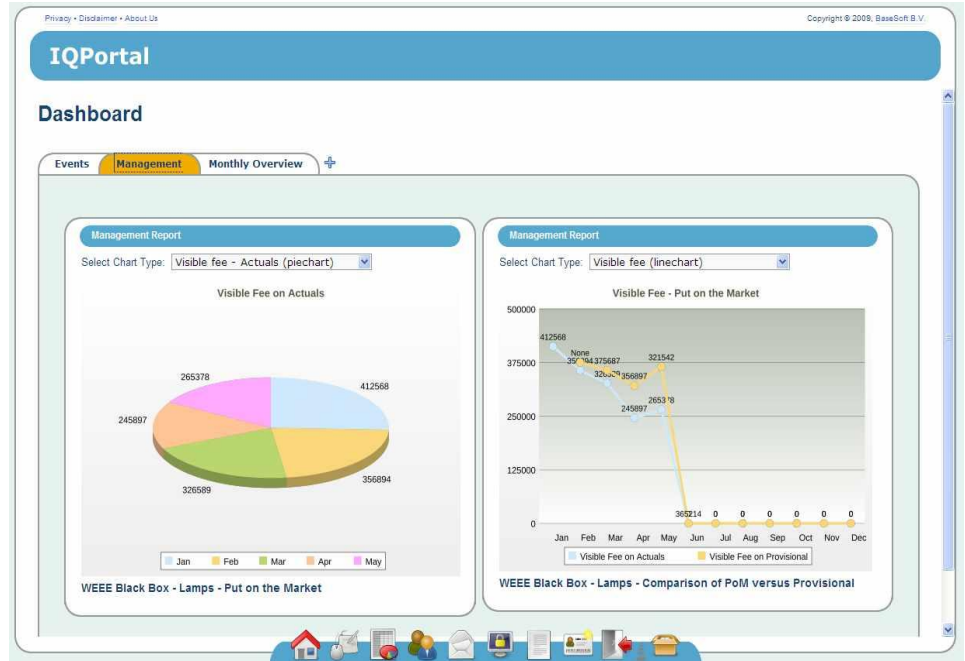 Privacy • Disclaimer • About Us
Copyright © 2009, BaseSoft B.V.
IQPortal
Dashboard
Events
Management
Monthly Overview
Management Report
Select Chart Type: Visible fee - Actuals (piechart)
Visible Fee on Actuals
265378
412568
245897
356894
326589
Jan Feb Mar Apr May
WEEE Black Box - Lamps - Put on the Market
Management Report
Select Chart Type: Visible fee (linechart)
Visible Fee - Put on the Market
500000
412568
None
375687
321542
375000
356897
265378
245897
250000
125000
0 0 0 0 0 0
0
Jan Feb Mar Apr May Jun Jul Aug Sep Oct Nov Dec
Visible Fee on Actuals Visible Fee on Provisional
WEEE Black Box - Lamps - Comparison of PoM versus Provisional